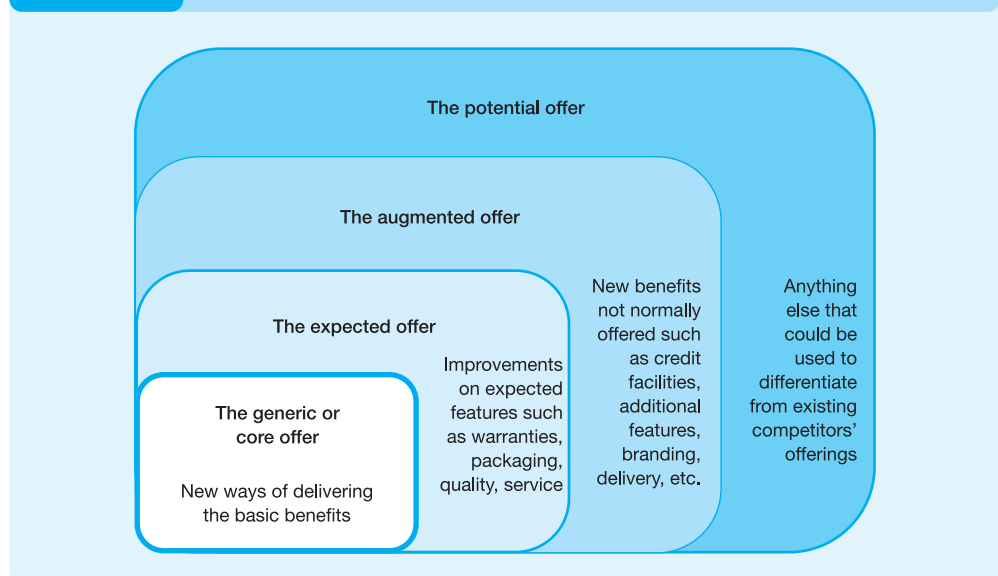 The potential offer
The augmented offer
The expected offer
The generic or
core offer
New ways of delivering
the basic benefits
Improvements
on expected
features such
as warranties,
packaging,
quality, service
New benefits
not normally
offered such
as credit
facilities,
additional
features,
branding,
delivery, etc.
Anything
else that
could be
used to
differentiate
from existing
competitors’
offerings